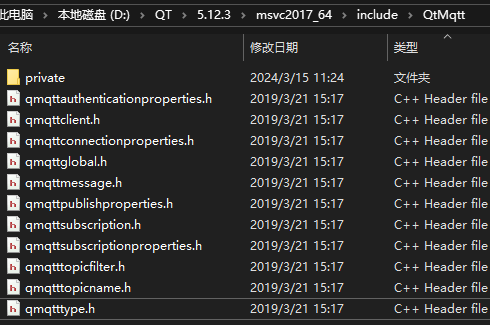 此电脑 › 本地磁盘 (D:) › QT › 5.12.3 › msvc2017_64 › include › QtMqtt
名称 修改日期 类型
private 2024/3/15 11:24 文件夹
qmqttauthenticationproperties.h 2019/3/21 15:17 C++ Header file
qmqttclient.h 2019/3/21 15:17 C++ Header file
qmqttconnectionproperties.h 2019/3/21 15:17 C++ Header file
qmqttglobal.h 2019/3/21 15:17 C++ Header file
qmqttmessage.h 2019/3/21 15:17 C++ Header file
qmqttpublishproperties.h 2019/3/21 15:17 C++ Header file
qmqttsubscription.h 2019/3/21 15:17 C++ Header file
qmqttsubscriptionproperties.h 2019/3/21 15:17 C++ Header file
qmqtttopicfilter.h 2019/3/21 15:17 C++ Header file
qmqtttopicname.h 2019/3/21 15:17 C++ Header file
qmqtttype.h 2019/3/21 15:17 C++ Header file